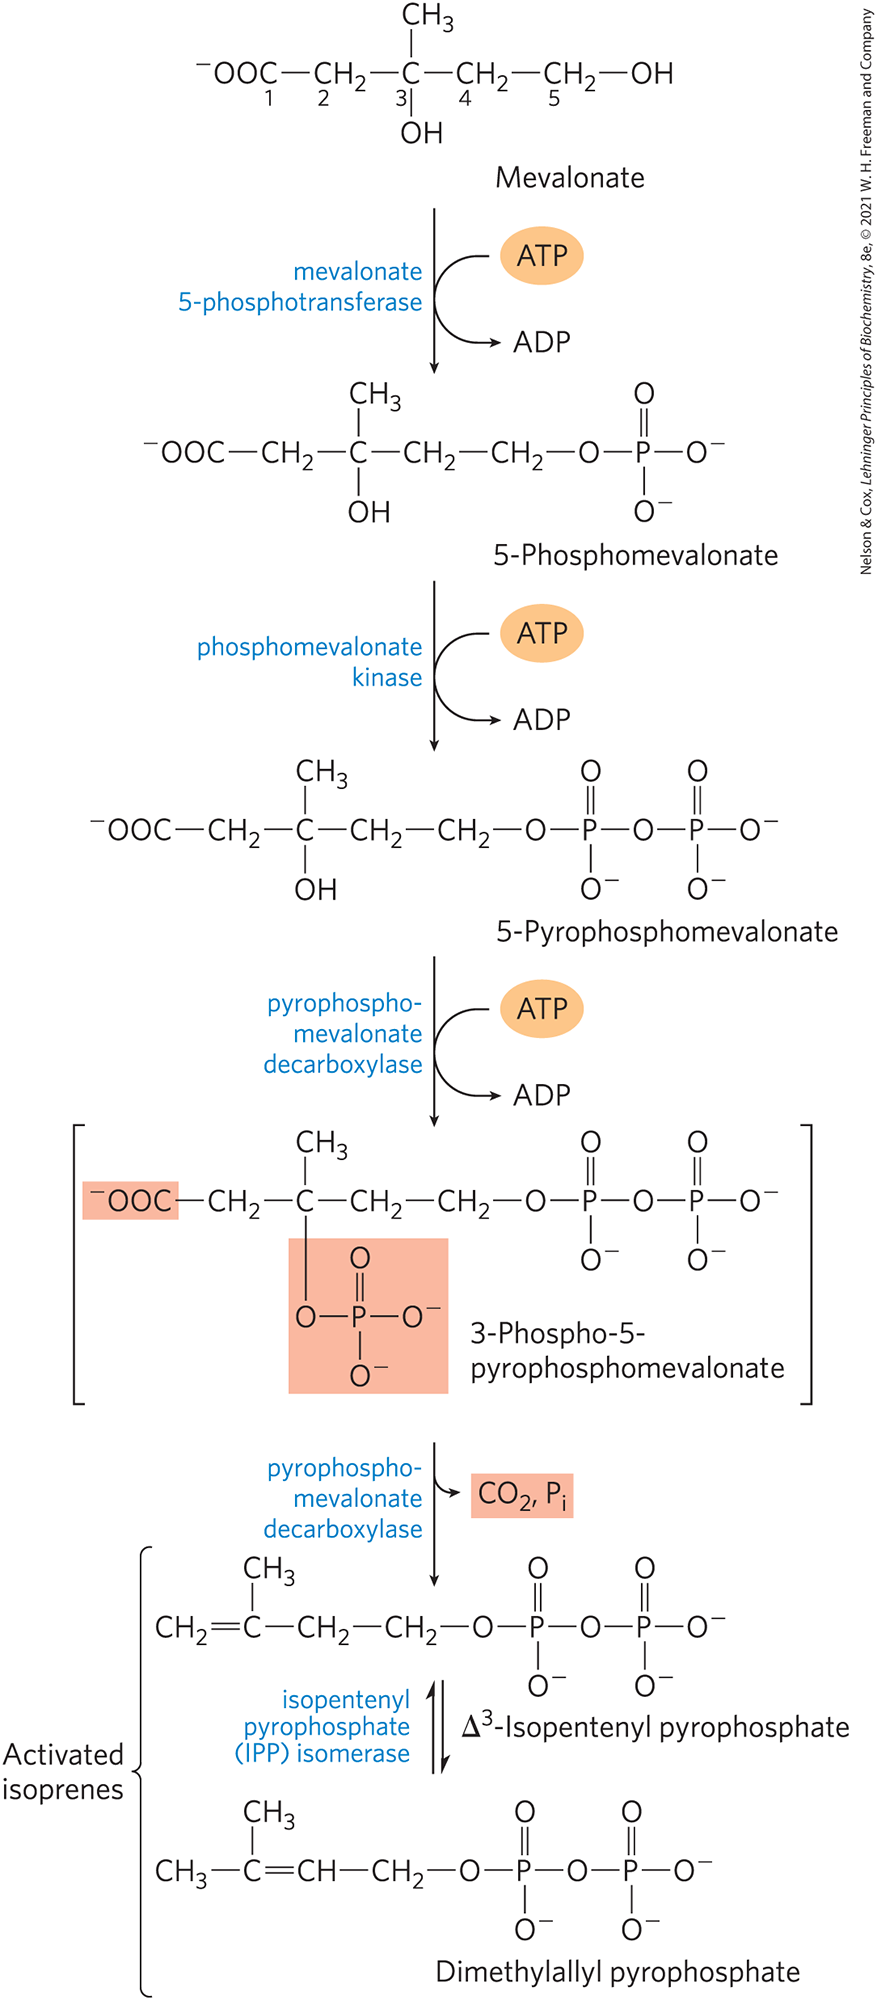 CH₃
⁻OOC—CH₂—C—CH₂—CH₂—OH
1 2 3 4 5
OH
Mevalonate
mevalonate
5-phosphotransferase
ATP
ADP
CH₃ O
⁻OOC—CH₂—C—CH₂—CH₂—O—P—O⁻
OH O⁻
5-Phosphomevalonate
phosphomevalonate
kinase
ATP
ADP
CH₃ O O
⁻OOC—CH₂—C—CH₂—CH₂—O—P—O—P—O⁻
OH O⁻ O⁻
5-Pyrophosphomevalonate
pyrophospho-
mevalonate
decarboxylase
ATP
ADP
CH₃ O O
⁻OOC—CH₂—C—CH₂—CH₂—O—P—O—P—O⁻
O⁻ O⁻
O
O—P—O⁻
O⁻
3-Phospho-5-
pyrophosphomevalonate
pyrophospho-
mevalonate
decarboxylase
CO₂, Pᵢ
CH₃ O O
CH₂=C—CH₂—CH₂—O—P—O—P—O⁻
O⁻ O⁻
isopentenyl
pyrophosphate
(IPP) isomerase
Δ³-Isopentenyl pyrophosphate
Activated
isoprenes
CH₃ O O
CH₃—C=CH—CH₂—O—P—O—P—O⁻
O⁻ O⁻
Dimethylallyl pyrophosphate
Nelson & Cox, Lehninger Principles of Biochemistry, 8e, © 2021 W. H. Freeman and Company